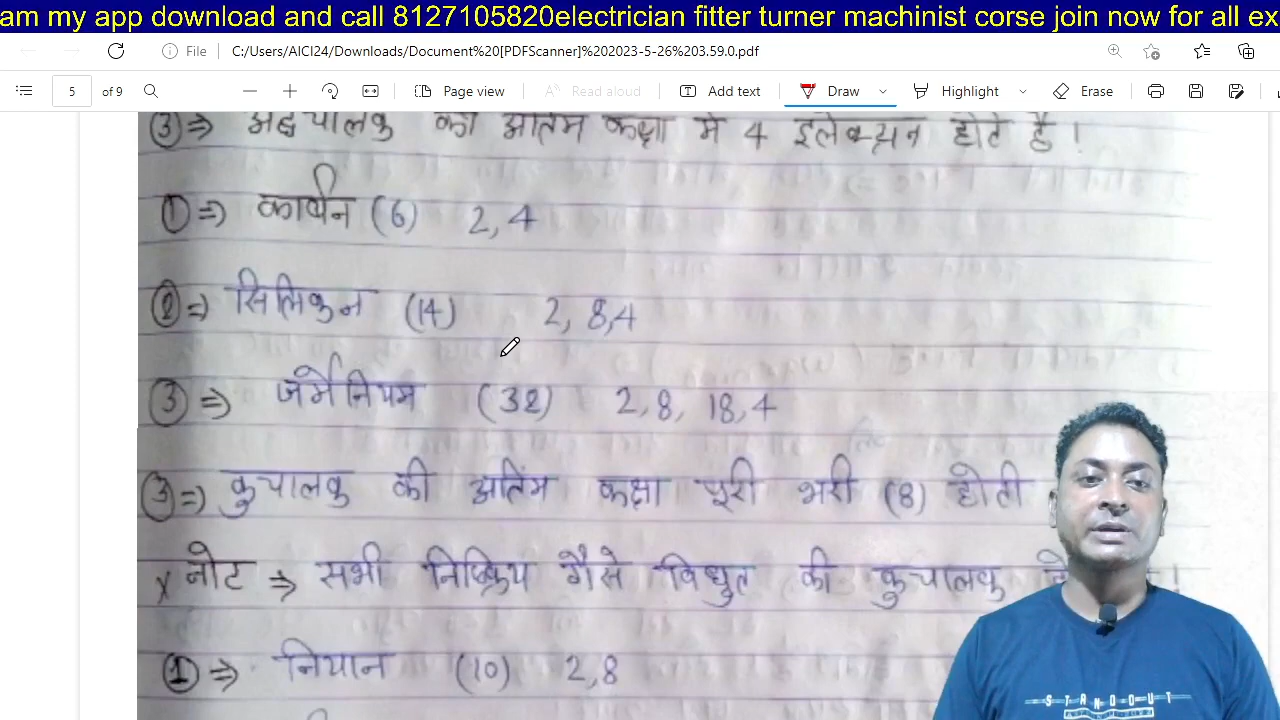 am my app download and call 8127105820electrician fitter turner machinist corse join now for all ex
File C:/Users/AICI24/Downloads/Document%20[PDFScanner]%202023-5-26%203.59.0.pdf
5 of 9 Page view Read aloud Add text Draw Highlight Erase
③⇒ अर्द्धचालक की अंतिम कक्षा मे 4 इलेक्ट्रान होते है।
①⇒ कार्बन (6) 2,4
②⇒ सिलिकुन (14) 2, 8,4
③⇒ जर्मेनियम (32) 2,8, 18,4
③⇒ कुचालक की अंतिम कक्षा पूरी भरी (8) होती
x नोट ⇒ सभी निष्क्रिय गैसे विधुत की कुचालक
①⇒ नियान (10) 2,8
STANDOUT